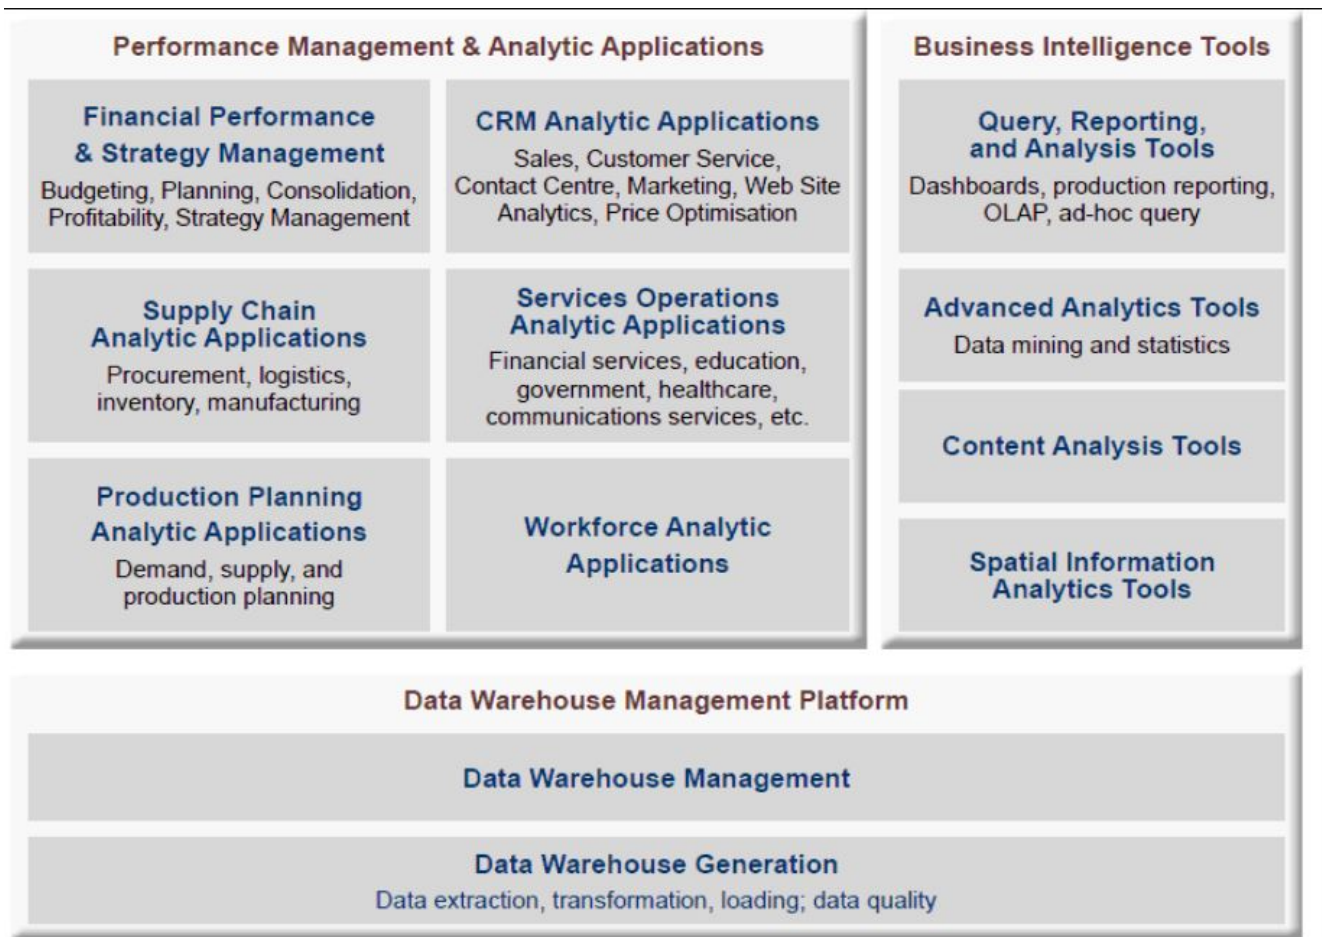 Performance Management & Analytic Applications
Financial Performance
& Strategy Management
Budgeting, Planning, Consolidation,
Profitability, Strategy Management
CRM Analytic Applications
Sales, Customer Service,
Contact Centre, Marketing, Web Site
Analytics, Price Optimisation
Supply Chain
Analytic Applications
Procurement, logistics,
inventory, manufacturing
Services Operations
Analytic Applications
Financial services, education,
government, healthcare,
communications services, etc.
Production Planning
Analytic Applications
Demand, supply, and
production planning
Workforce Analytic
Applications
Business Intelligence Tools
Query, Reporting,
and Analysis Tools
Dashboards, production reporting,
OLAP, ad-hoc query
Advanced Analytics Tools
Data mining and statistics
Content Analysis Tools
Spatial Information
Analytics Tools
Data Warehouse Management Platform
Data Warehouse Management
Data Warehouse Generation
Data extraction, transformation, loading; data quality